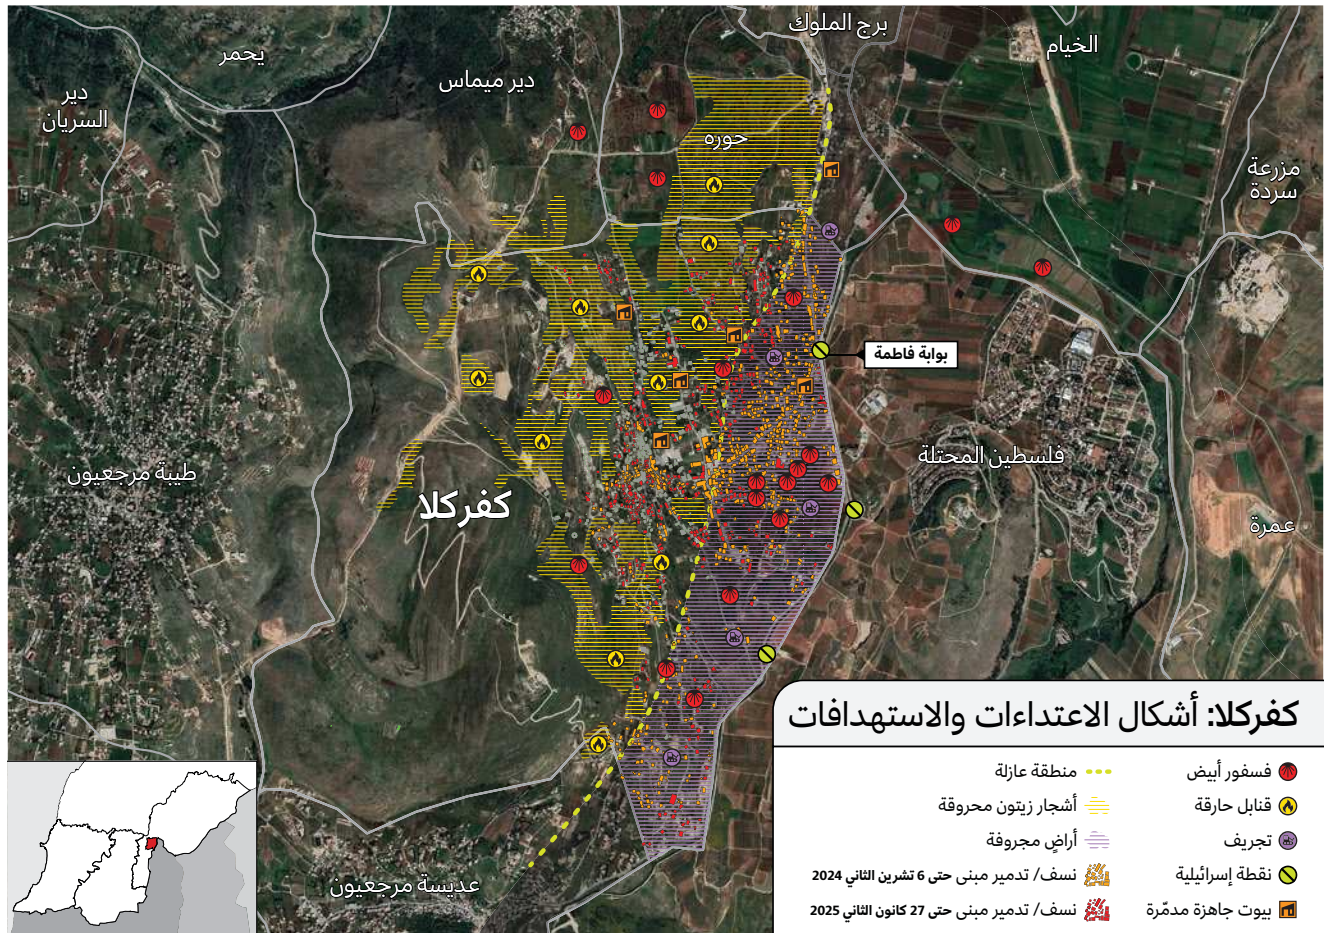 برج الملوك
الخيام
يحمر
دير ميماس
دير
السريان
حوره
مزرعة
سردة
بوابة فاطمة
فلسطين المحتلة
طيبة مرجعيون
كفركلا
عمرة
عديسة مرجعيون
كفركلا: أشكال الاعتداءات والاستهدافات
فسفور أبيض
قنابل حارقة
تجريف
نقطة إسرائيلية
بيوت جاهزة مدمّرة
منطقة عازلة
أشجار زيتون محروقة
أراضٍ مجروفة
نسف/ تدمير مبنى حتى 6 تشرين الثاني 2024
نسف/ تدمير مبنى حتى 27 كانون الثاني 2025